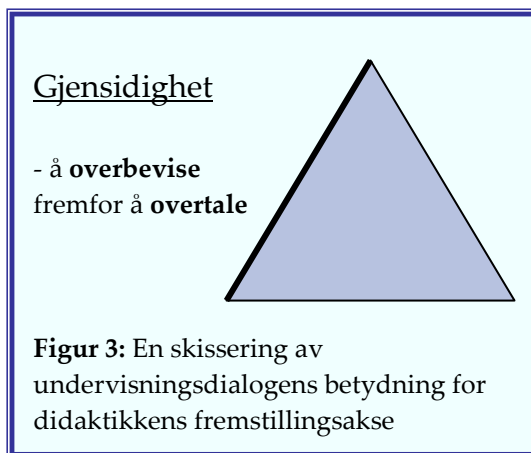 Gjensidighet
- å overbevise
fremfor å overtale
Figur 3: En skissering av
undervisningsdialogens betydning for
didaktikkens fremstillingsakse